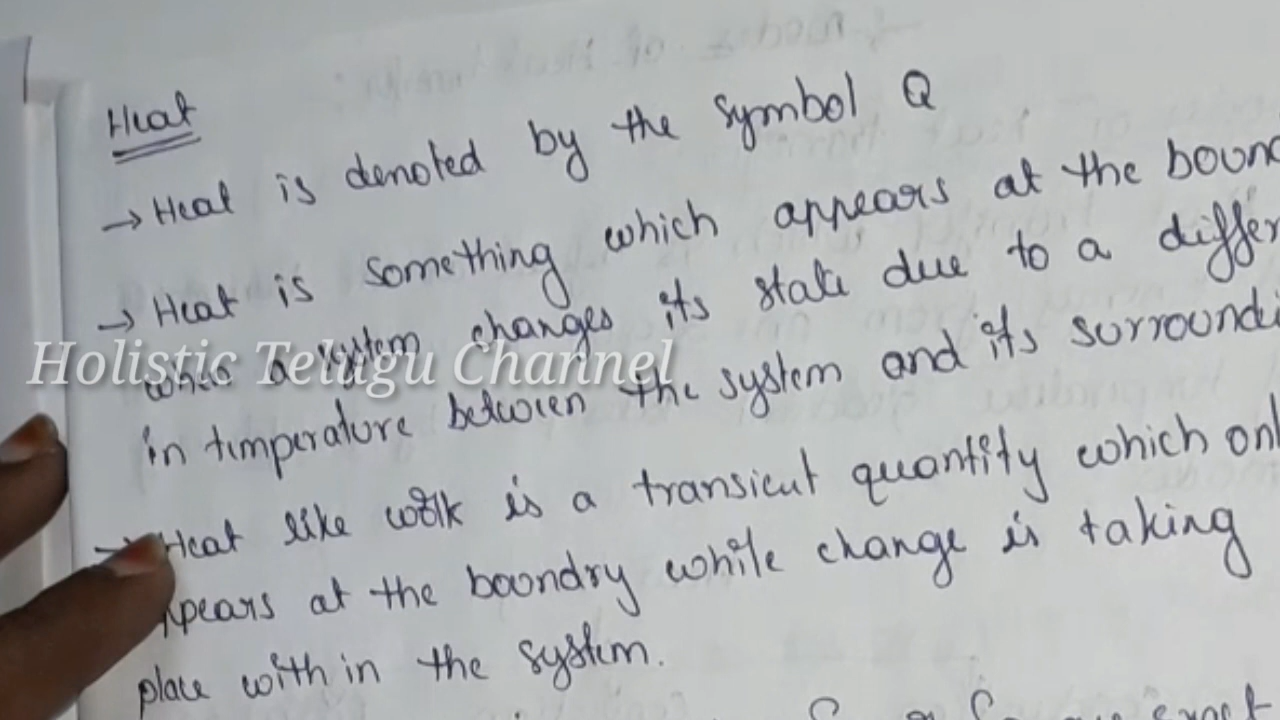 Heat
→ Heat is denoted by the symbol Q
→ Heat is something which appears at the bound
when a system changes its state due to a differ
Holistic Telugu Channel
in temperature between the system and its surroundi
→ Heat like work is a transient quantity which onl
appears at the boundry while change is taking
place with in the system.